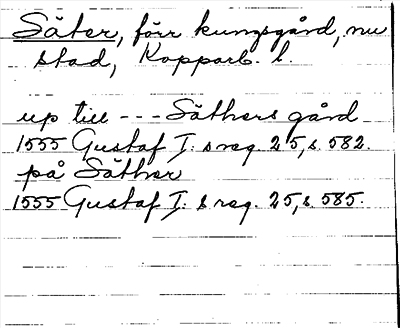 Säter, förr kungsgård, nu
stad, Kopparb. l.
up till --- Säthers gård
1555 Gustaf I:s reg. 25, s. 582.
på Säther
1555 Gustaf I:s reg. 25, s. 585.